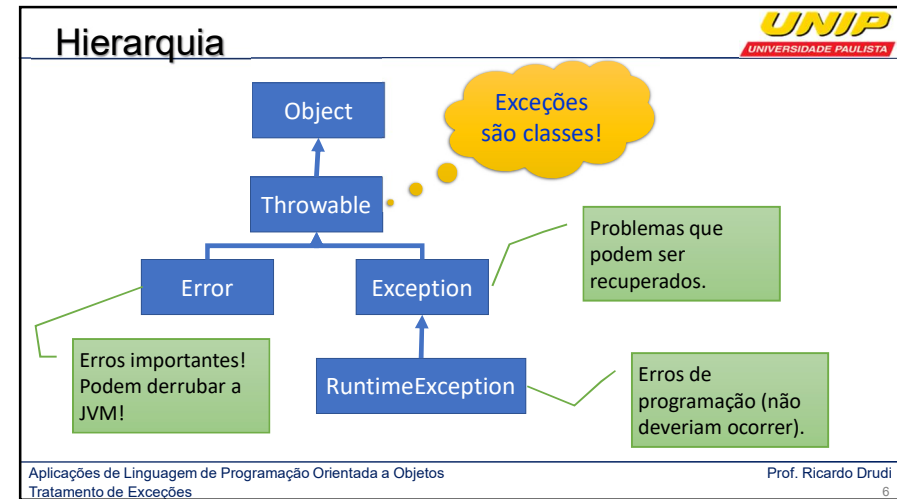 Hierarquia
UNIP
UNIVERSIDADE PAULISTA
Object
Exceções
são classes!
Throwable
Problemas que
podem ser
recuperados.
Error
Exception
Erros importantes!
Podem derrubar a
JVM!
RuntimeException
Erros de
programação (não
deveriam ocorrer).
Aplicações de Linguagem de Programação Orientada a Objetos
Prof. Ricardo Drudi
Tratamento de Exceções
6